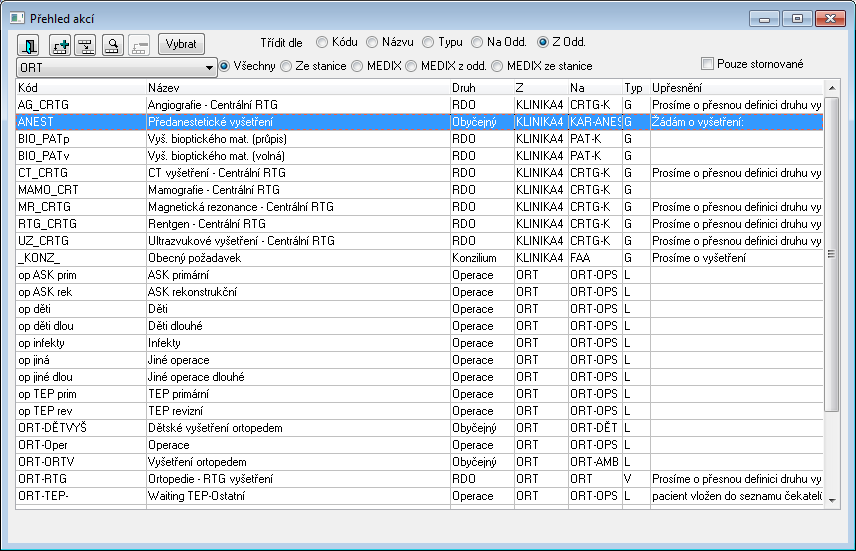 Přehled akcí
Vybrat Třídit dle Kódu Názvu Typu Na Odd. Z Odd.
ORT Všechny Ze stanice MEDIX MEDIX z odd. MEDIX ze stanice Pouze stornované
Kód Název Druh Z Na Typ Upřesnění
AG_CRTG Angiografie - Centrální RTG RDO KLINIKA4 CRTG-K G Prosíme o přesnou definici druhu vy
ANEST Předanestetické vyšetření Obyčejný KLINIKA4 KAR-ANES G Žádám o vyšetření:
BIO_PATp Vyš. bioptického mat. (průpis) RDO KLINIKA4 PAT-K G
BIO_PATv Vyš. bioptického mat. (volná) RDO KLINIKA4 PAT-K G
CT_CRTG CT vyšetření - Centrální RTG RDO KLINIKA4 CRTG-K G Prosíme o přesnou definici druhu vy
MAMO_CRT Mamografie - Centrální RTG RDO KLINIKA4 CRTG-K G
MR_CRTG Magnetická rezonance - Centrální RTG RDO KLINIKA4 CRTG-K G Prosíme o přesnou definici druhu vy
RTG_CRTG Rentgen - Centrální RTG RDO KLINIKA4 CRTG-K G Prosíme o přesnou definici druhu vy
UZ_CRTG Ultrazvukové vyšetření - Centrální RTG RDO KLINIKA4 CRTG-K G Prosíme o přesnou definici druhu vy
_KONZ_ Obecný požadavek Konzilium KLINIKA4 FAA G Prosíme o vyšetření
op ASK prim ASK primární Operace ORT ORT-OPS L
op ASK rek ASK rekonstrukční Operace ORT ORT-OPS L
op děti Děti Operace ORT ORT-OPS L
op děti dlou Děti dlouhé Operace ORT ORT-OPS L
op infekty Infekty Operace ORT ORT-OPS L
op jiná Jiné operace Operace ORT ORT-OPS L
op jiné dlou Jiné operace dlouhé Operace ORT ORT-OPS L
op TEP prim TEP primární Operace ORT ORT-OPS L
op TEP rev TEP revizní Operace ORT ORT-OPS L
ORT-DĚTVYŠ Dětské vyšetření ortopedem Obyčejný ORT ORT-DĚT L
ORT-Oper Operace Operace ORT ORT-OPS L
ORT-ORTV Vyšetření ortopedem Obyčejný ORT ORT-AMB L
ORT-RTG Ortopedie - RTG vyšetření RDO ORT ORT V Prosíme o přesnou definici druhu vy
ORT-TEP- Waiting TEP-Ostatní Operace ORT ORT-OPS L pacient vložen do seznamu čekatelů